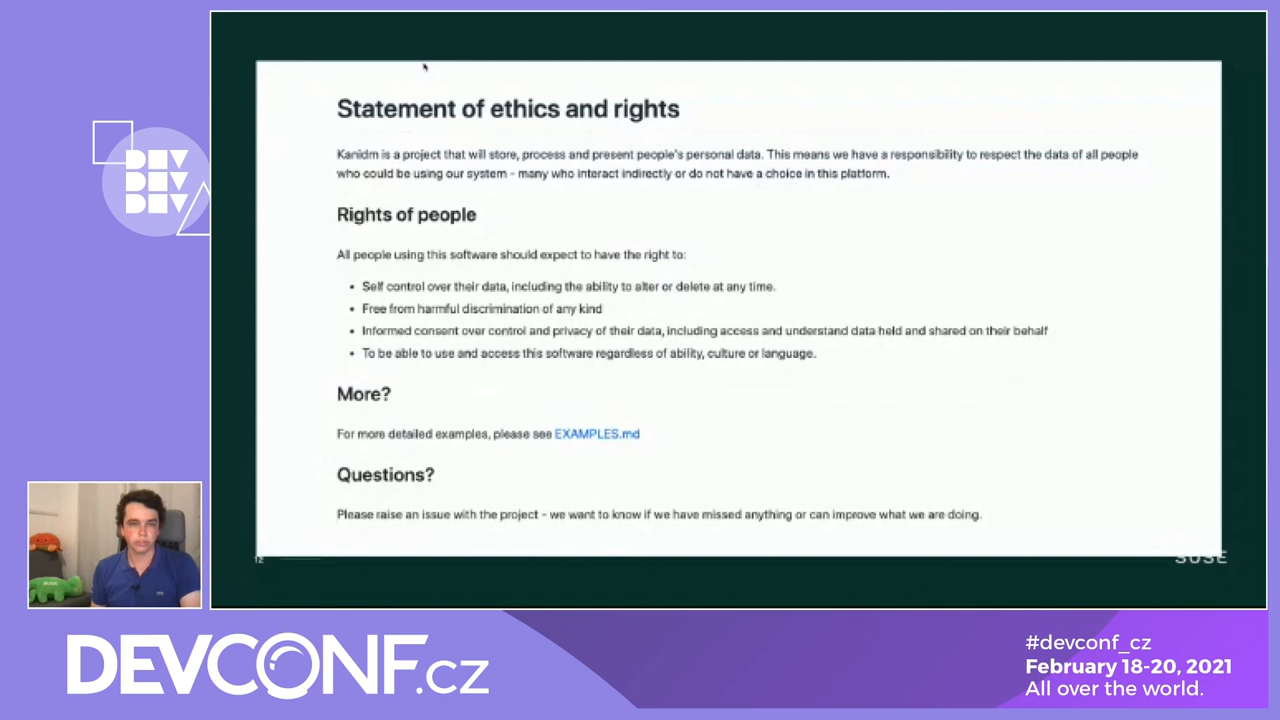 Statement of ethics and rights
Kanidm is a project that will store, process and present people's personal data. This means we have a responsibility to respect the data of all people
who could be using our system - many who interact indirectly or do not have a choice in this platform.
Rights of people
All people using this software should expect to have the right to:
• Self control over their data, including the ability to alter or delete at any time.
• Free from harmful discrimination of any kind
• Informed consent over control and privacy of their data, including access and understand data held and shared on their behalf
• To be able to use and access this software regardless of ability, culture or language.
More?
For more detailed examples, please see EXAMPLES.md
Questions?
Please raise an issue with the project - we want to know if we have missed anything or can improve what we are doing.
12
SUSE
DEV
DEV
DEV
SUSE
DEVCONF.cz
#devconf_cz
February 18-20, 2021
All over the world.